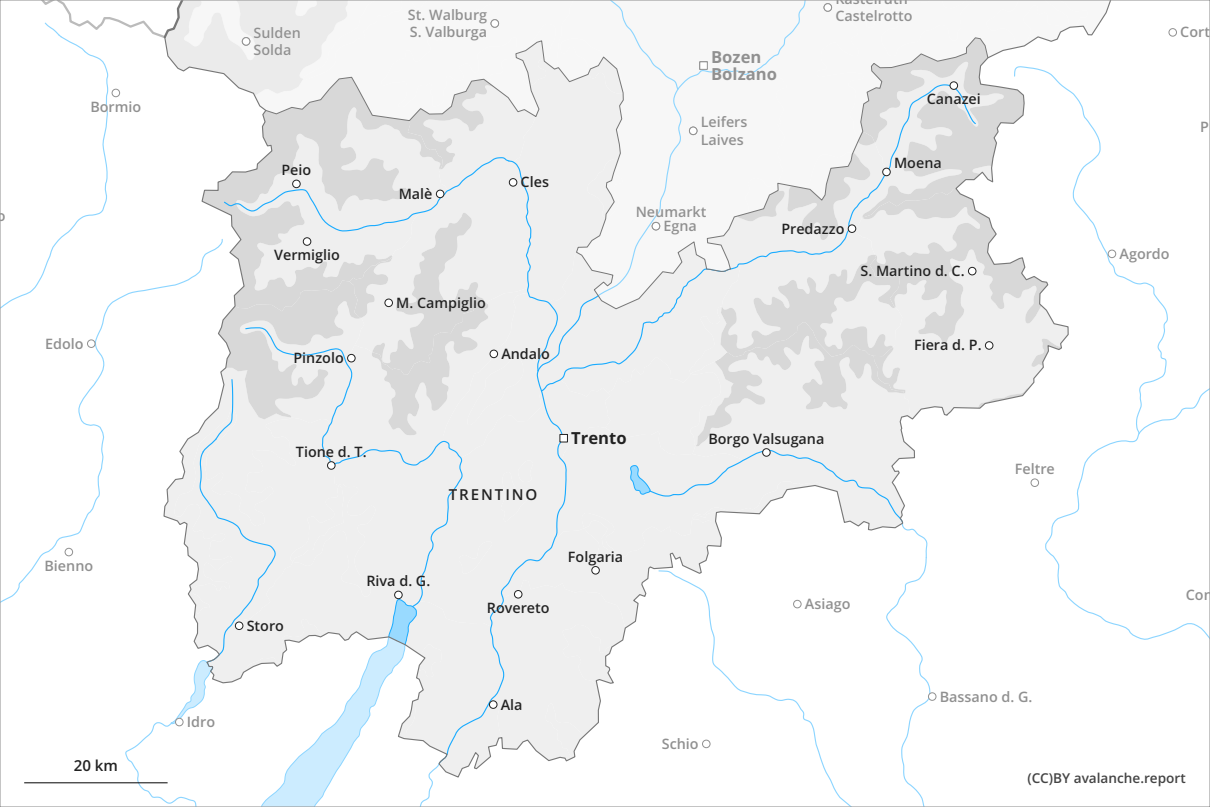 Kastelruth
Castelrotto
St. Walburg
S. Valburga
Sulden
Solda
Cort
Bozen
Bolzano
Bormio
Canazei
Leifers
Laives
P
Moena
Peio
Malè
Cles
Neumarkt
Egna
Predazzo
Vermiglio
Agordo
S. Martino d. C.
M. Campiglio
Edolo
Pinzolo
Andalo
Fiera d. P.
Trento
Borgo Valsugana
Tione d. T.
Feltre
TRENTINO
Bienno
Folgaria
Riva d. G.
Cor
Rovereto
Asiago
Storo
Bassano d. G.
Ala
Idro
Schio
20 km
(CC)BY avalanche.report